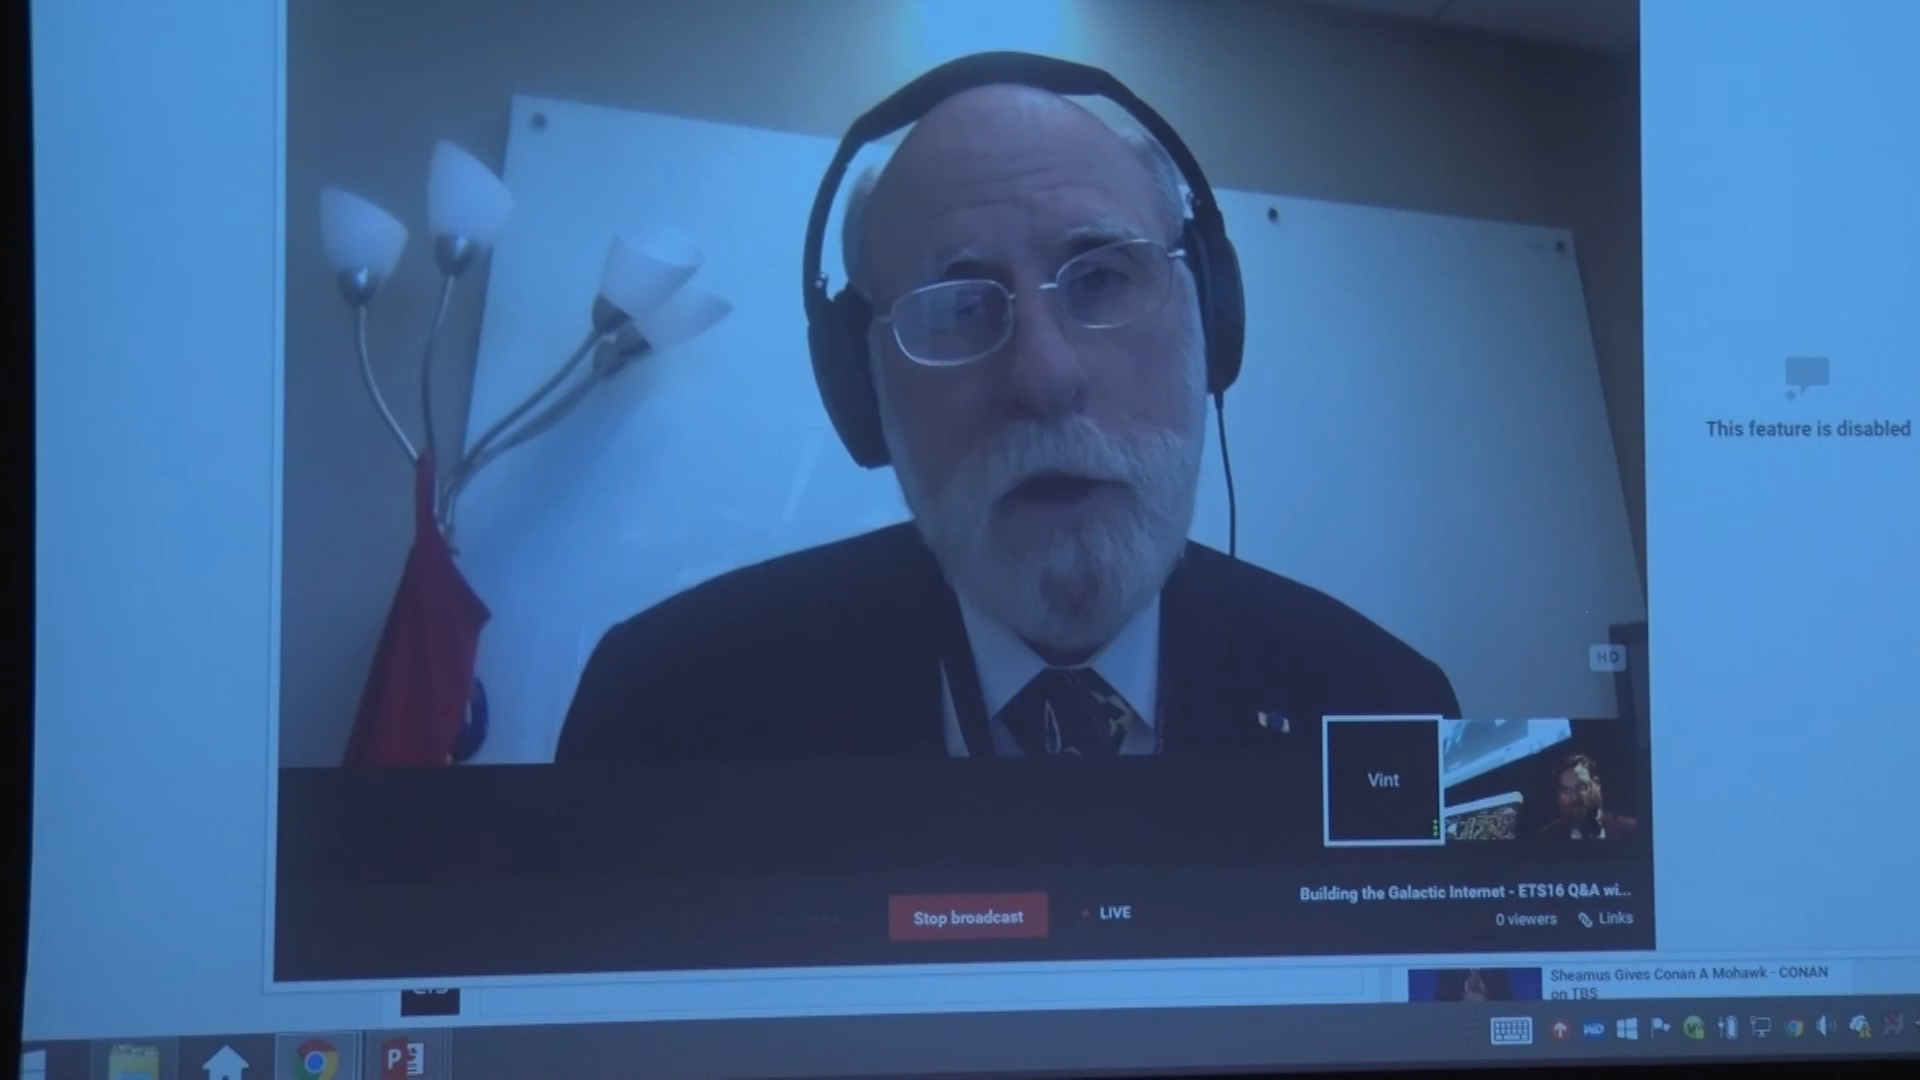 This feature is disabled
HD
Vint
Building the Galactic Internet - ETS16 Q&A wi...
Stop broadcast
LIVE
0 viewers
Links
Sheamus Gives Conan A Mohawk - CONAN
on TBS
WD
P